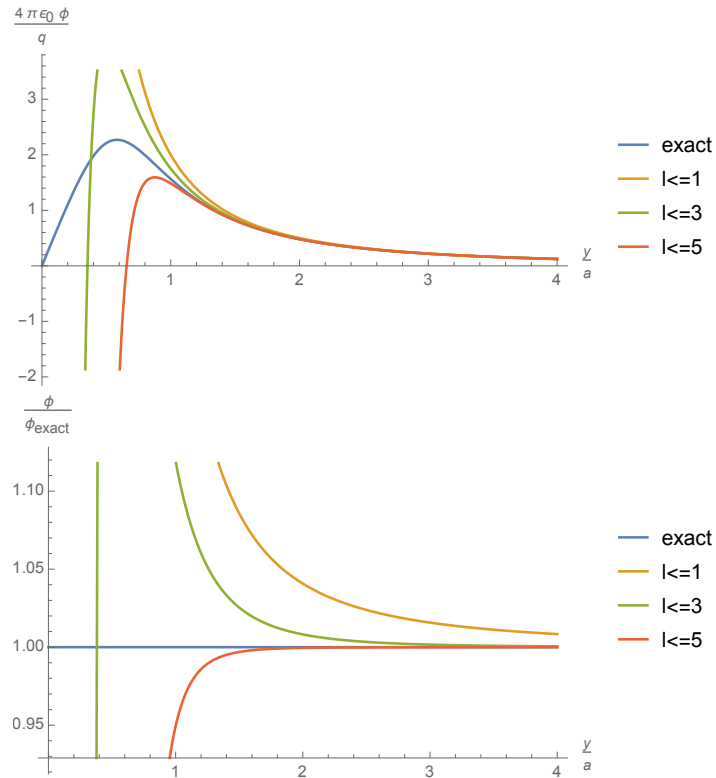 4 π ϵ₀ ϕ
q
3
2
1
−1
−2
1 2 3 4
y
a
exact
l<=1
l<=3
l<=5
ϕ
ϕexact
1.10
1.05
1.00
0.95
1 2 3 4
y
a
exact
l<=1
l<=3
l<=5